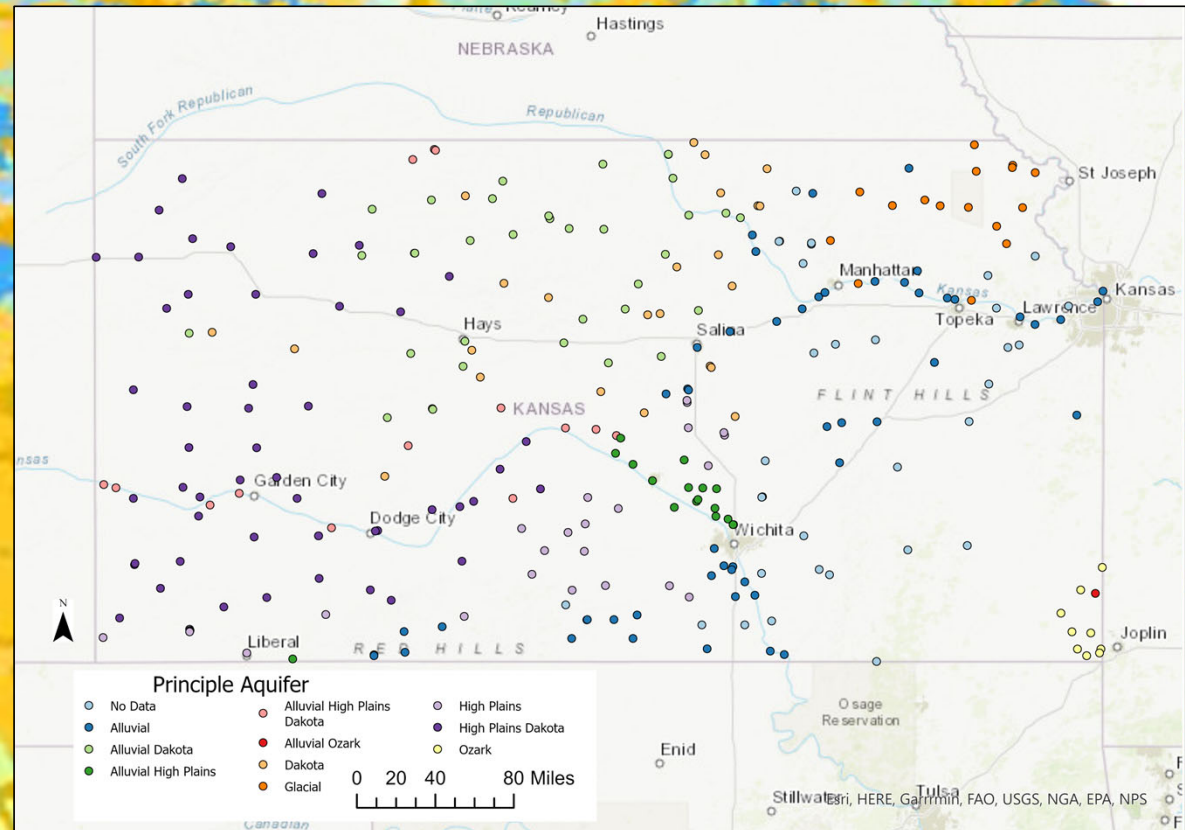 Kearney
Hastings
NEBRASKA
South Fork Republican
Republican
St Joseph
Manhattan
Kansas
Kansas
Topeka
Lawrence
Hays
Salina
FLINT HILLS
KANSAS
Garden City
Dodge City
Wichita
Liberal
RED HILLS
Joplin
N
Principle Aquifer
No Data
Alluvial
Alluvial Dakota
Alluvial High Plains
Alluvial High Plains
Dakota
Alluvial Ozark
Dakota
Glacial
High Plains
High Plains Dakota
Ozark
0 20 40 80 Miles
Osage
Reservation
Enid
Stillwater
Tulsa
Esri, HERE, Garmmin, FAO, USGS, NGA, EPA, NPS
Canadian